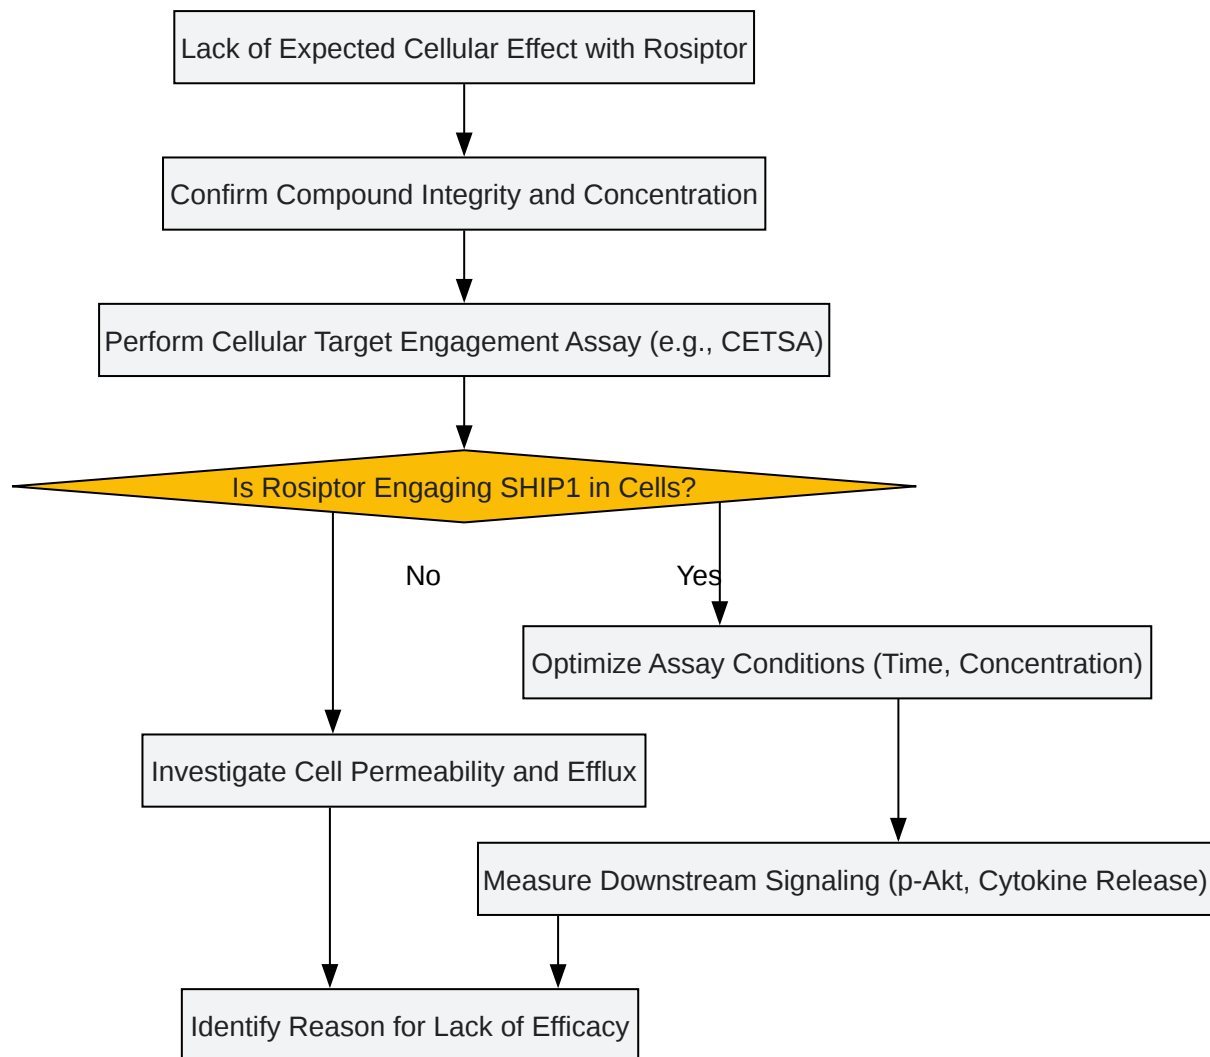 Lack of Expected Cellular Effect with Rosiptor
Confirm Compound Integrity and Concentration
Perform Cellular Target Engagement Assay (e.g., CETSA)
Is Rosiptor Engaging SHIP1 in Cells?
No
Yes
Optimize Assay Conditions (Time, Concentration)
Investigate Cell Permeability and Efflux
Measure Downstream Signaling (p-Akt, Cytokine Release)
Identify Reason for Lack of Efficacy